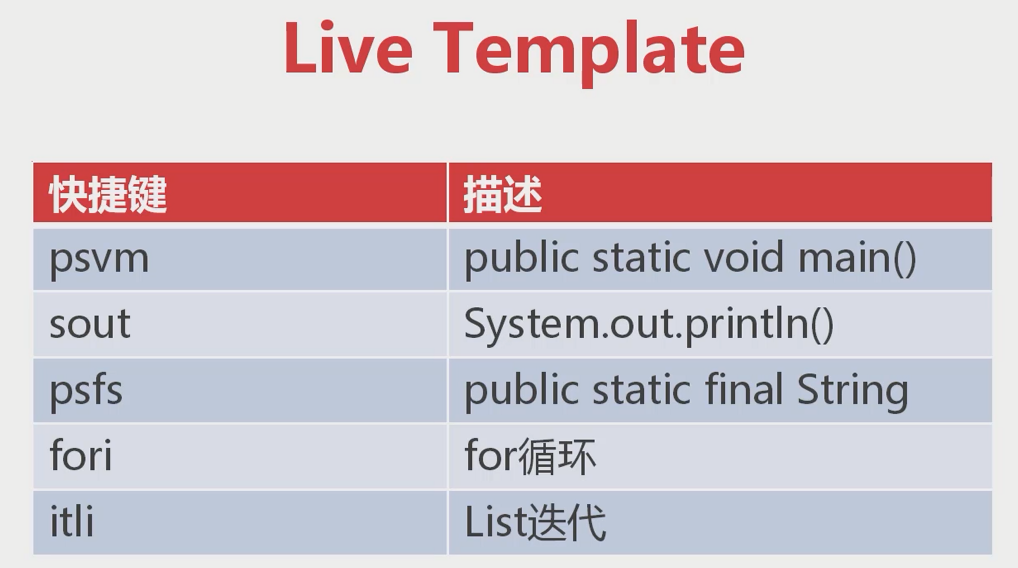 Live Template
快捷键 描述
psvm public static void main()
sout System.out.println()
psfs public static final String
fori for循环
itli List迭代